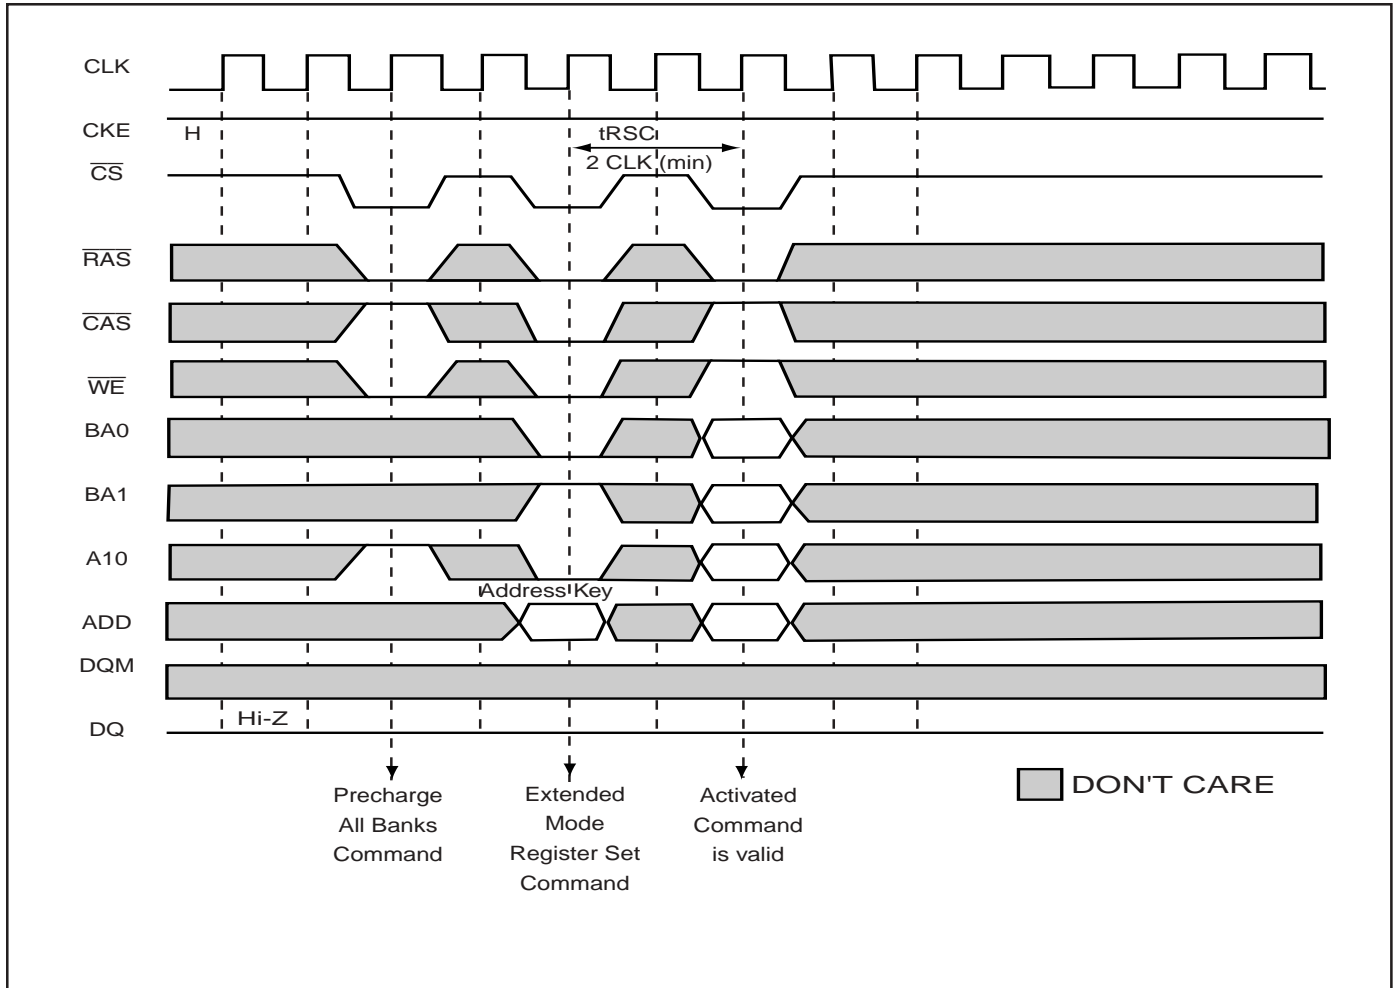 CLK
CKE
H
tRSC
2 CLK (min)
CS
RAS
CAS
WE
BA0
BA1
A10
Address Key
ADD
DQM
Hi-Z
DQ
Precharge
All Banks
Command
Extended
Mode
Register Set
Command
Activated
Command
is valid
DON'T CARE